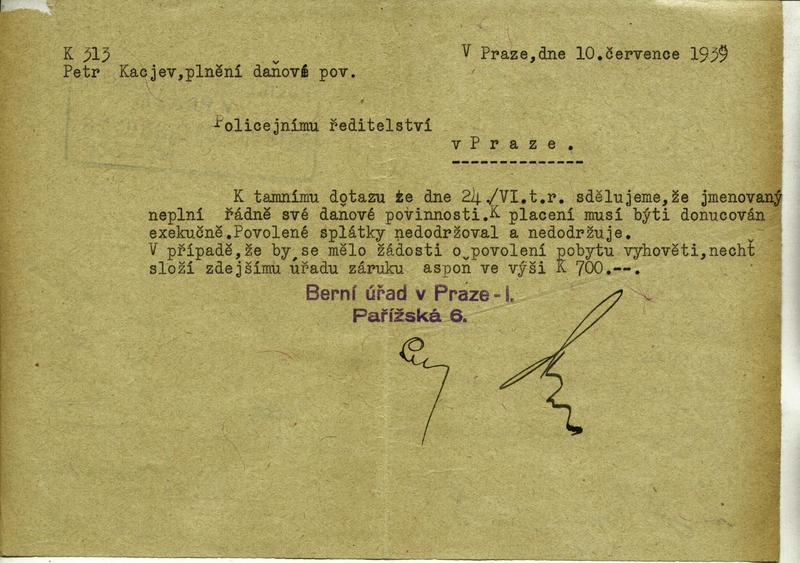 K 313
V Praze,dne 10.července 1939
Petr Kacjev,plnění daňové pov.
Policejnímu ředitelství
v P r a z e .
K tamnímu dotazu ze dne 24./VI.t.r. sdělujeme,že jmenovaný
neplní řádně své danové povinnosti.K placení musí býti donucován
exekučně.Povolené splátky nedodržoval a nedodržuje.
V případě,že by se mělo žádosti o povolení pobytu vyhověti,nechť
složí zdejšímu úřadu záruku aspoň ve výši K 700.--.
Berní úřad v Praze-I.
Pařížská 6.